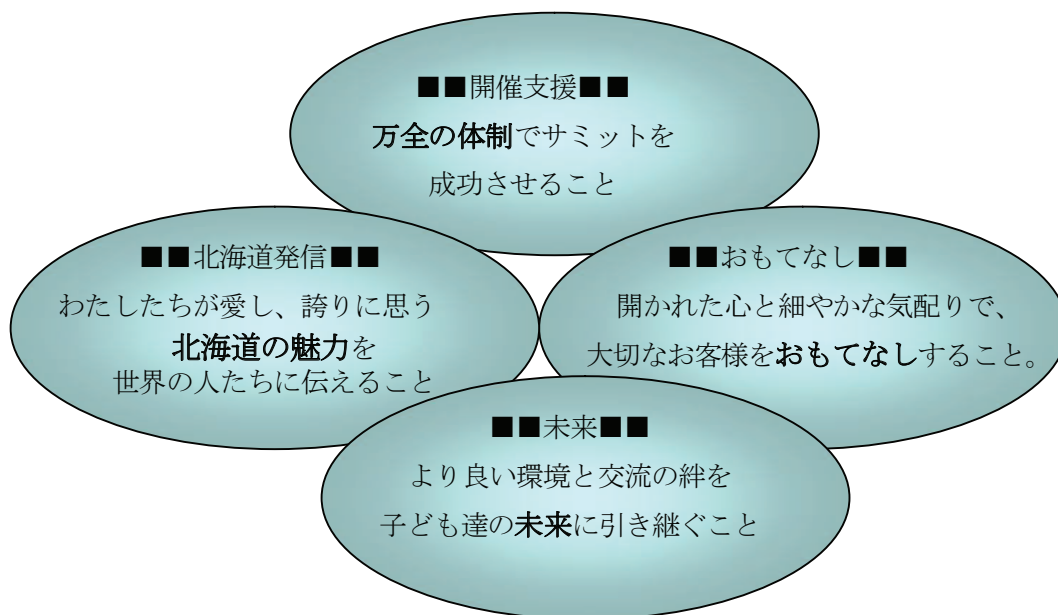 ■■開催支援■■
万全の体制でサミットを
成功させること
■■北海道発信■■
わたしたちが愛し、誇りに思う
北海道の魅力を
世界の人たちに伝えること
■■おもてなし■■
開かれた心と細やかな気配りで、
大切なお客様をおもてなしすること。
■■未来■■
より良い環境と交流の絆を
子ども達の未来に引き継ぐこと